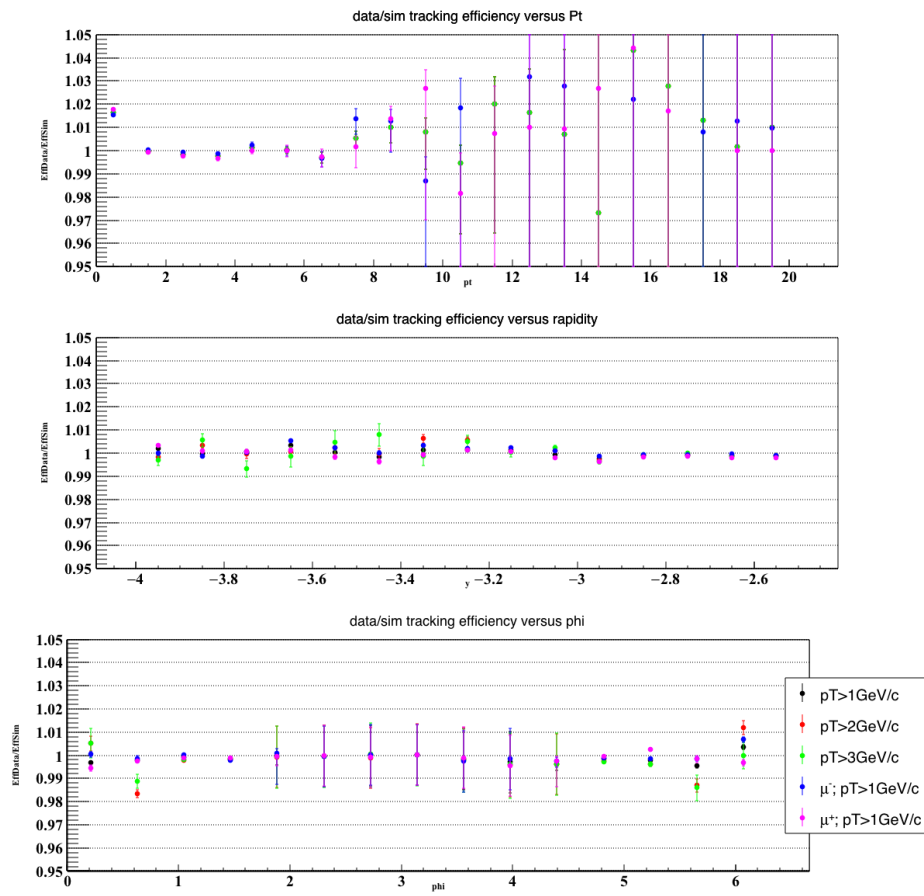 data/sim tracking efficiency versus Pt
EffData/EffSim
1.05
1.04
1.03
1.02
1.01
1
0.99
0.98
0.97
0.96
0.95
0 2 4 6 8 10 12 14 16 18 20
pt
data/sim tracking efficiency versus rapidity
EffData/EffSim
1.05
1.04
1.03
1.02
1.01
1
0.99
0.98
0.97
0.96
0.95
−4 −3.8 −3.6 −3.4 −3.2 −3 −2.8 −2.6
y
data/sim tracking efficiency versus phi
EffData/EffSim
1.05
1.04
1.03
1.02
1.01
1
0.99
0.98
0.97
0.96
0.95
0 1 2 3 4 5 6
phi
pT>1GeV/c
pT>2GeV/c
pT>3GeV/c
μ⁻; pT>1GeV/c
μ⁺; pT>1GeV/c